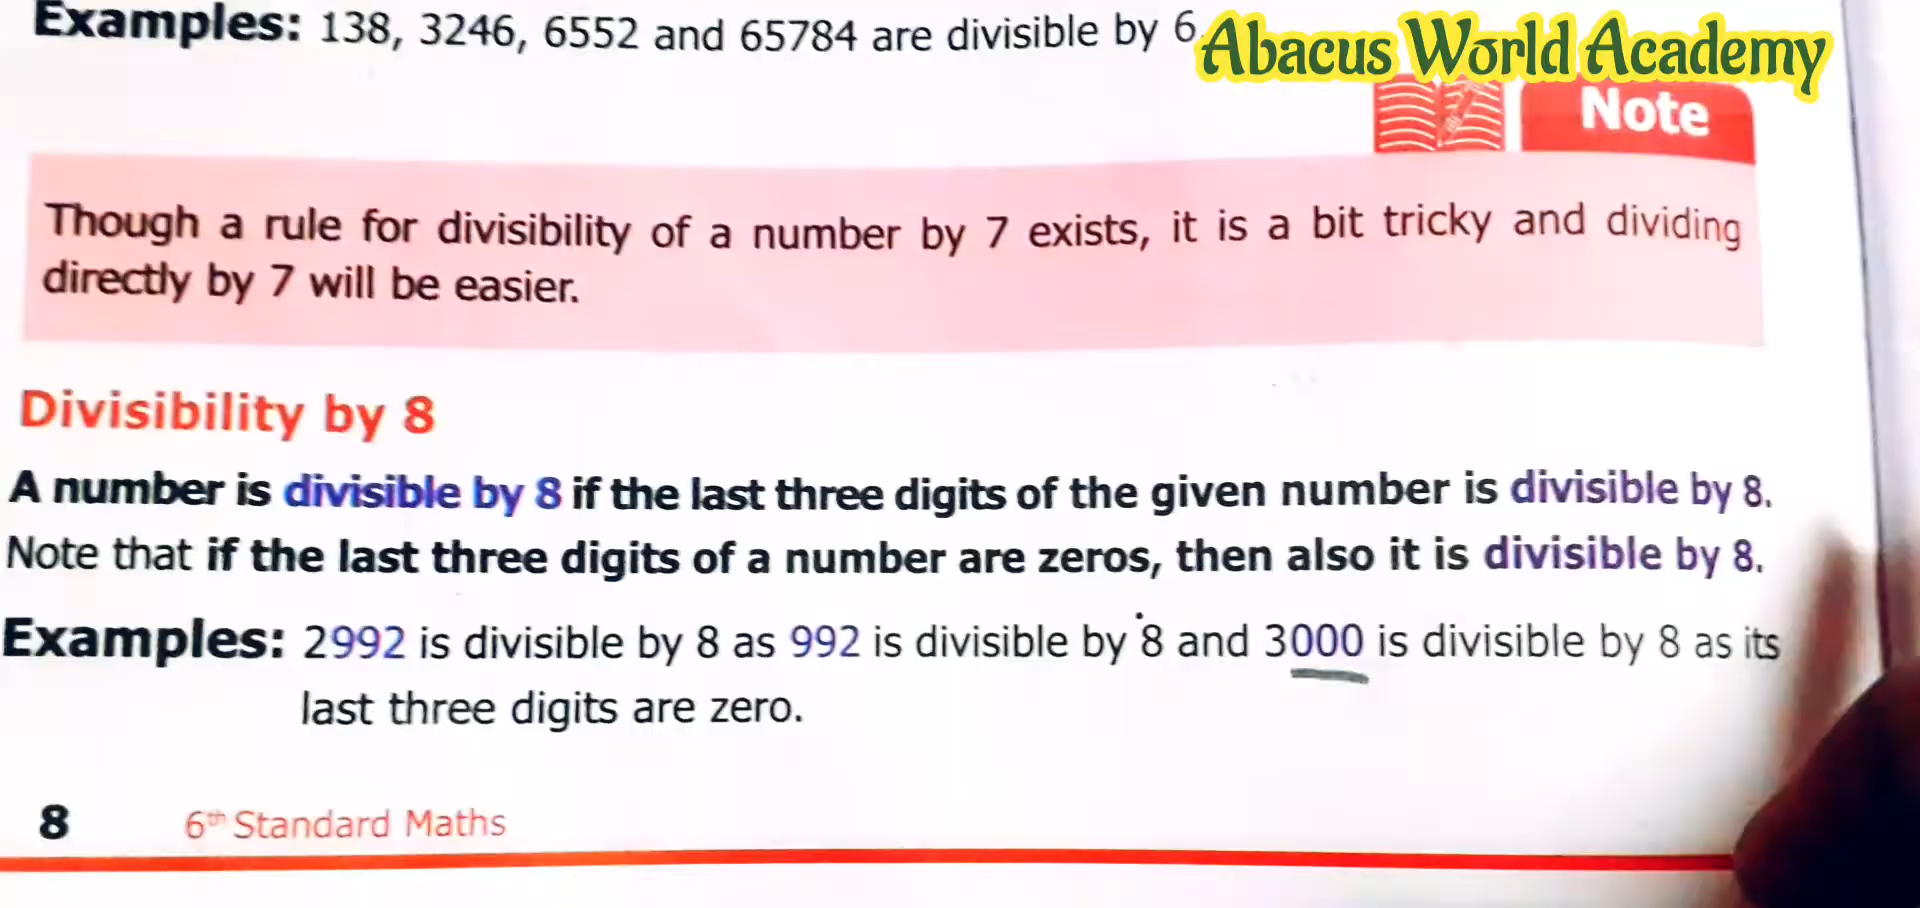 Examples: 138, 3246, 6552 and 65784 are divisible by 6
Abacus World Academy
Note
Though a rule for divisibility of a number by 7 exists, it is a bit tricky and dividing
directly by 7 will be easier.
Divisibility by 8
A number is divisible by 8 if the last three digits of the given number is divisible by 8.
Note that if the last three digits of a number are zeros, then also it is divisible by 8.
Examples: 2992 is divisible by 8 as 992 is divisible by 8 and 3000 is divisible by 8 as its
last three digits are zero.
8 6th Standard Maths